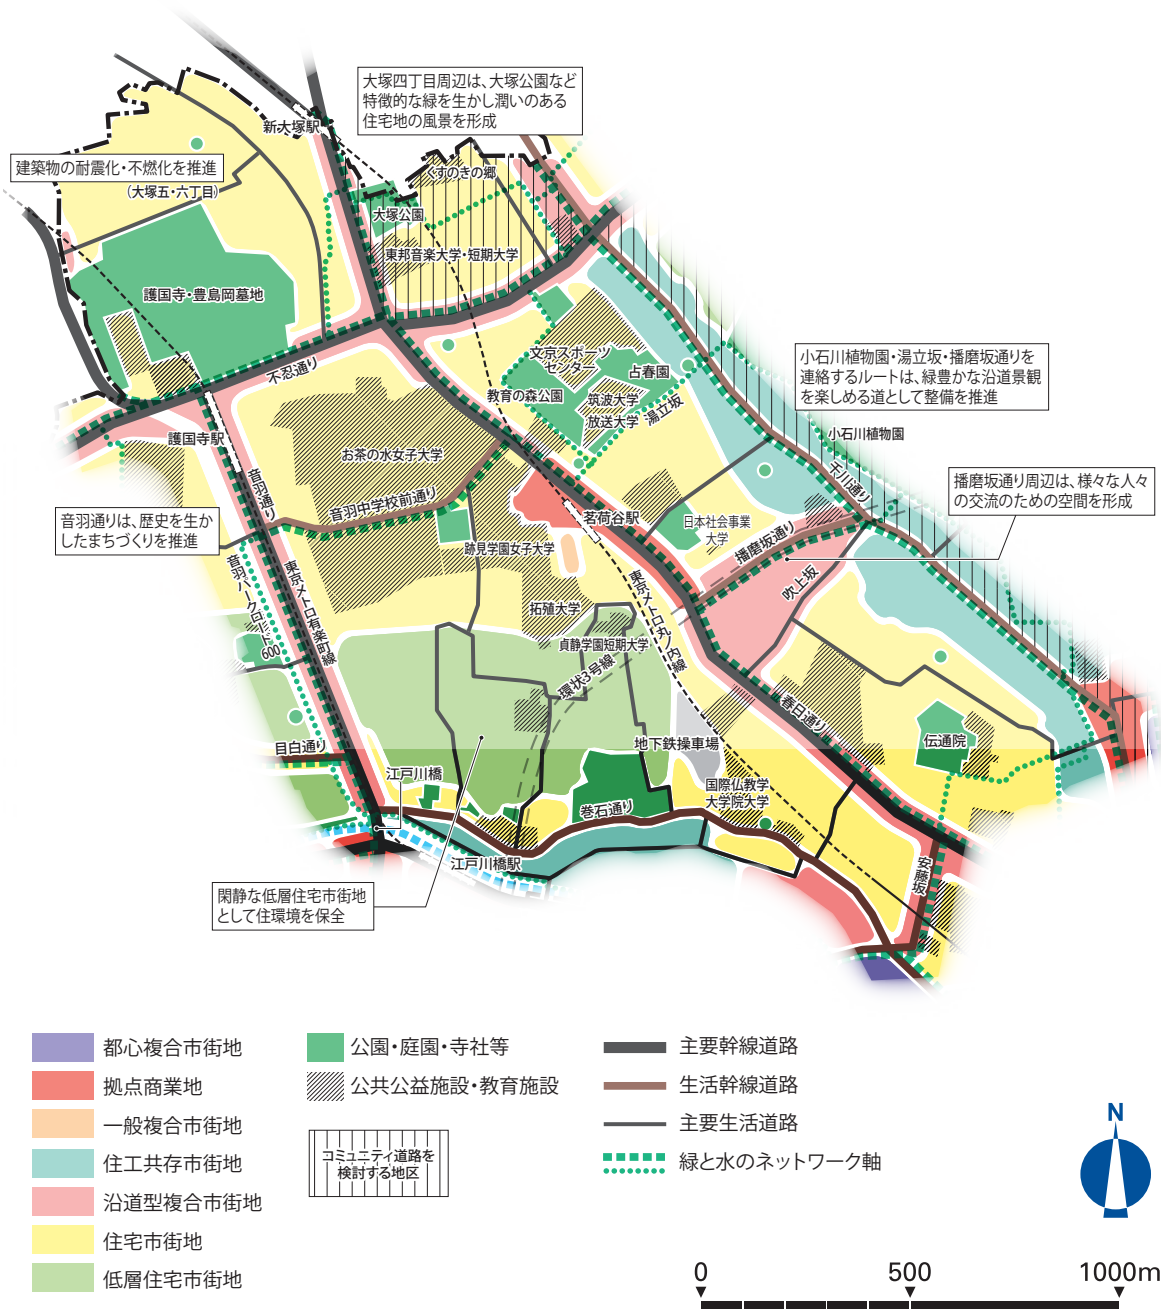 大塚四丁目周辺は、大塚公園など
特徴的な緑を生かし潤いのある
住宅地の風景を形成
新大塚駅
建築物の耐震化・不燃化を推進
(大塚五・六丁目)
くすのきの郷
大塚公園
東邦音楽大学・短期大学
護国寺・豊島岡墓地
不忍通り
文京スポーツ
センター
占春園
教育の森公園
筑波大学
放送大学
湯立坂
小石川植物園・湯立坂・播磨坂通りを
連絡するルートは、緑豊かな沿道景観
を楽しめる道として整備を推進
小石川植物園
護国寺駅
お茶の水女子大学
音羽通り
音羽中学校前通り
千川通り
播磨坂通り周辺は、様々な人々
の交流のための空間を形成
音羽通りは、歴史を生か
したまちづくりを推進
茗荷谷駅
日本社会事業
大学
播磨坂通り
跡見学園女子大学
吹上坂
音羽パークロード
600
東京メトロ有楽町線
拓殖大学
東京メトロ丸ノ内線
貞静学園短期大学
環状3号線
春日通り
目白通り
地下鉄操車場
伝通院
江戸川橋
国際仏教学
大学院大学
巻石通り
江戸川橋駅
安藤坂
閑静な低層住宅市街地
として住環境を保全
都心複合市街地
拠点商業地
一般複合市街地
住工共存市街地
沿道型複合市街地
住宅市街地
低層住宅市街地
公園・庭園・寺社等
公共公益施設・教育施設
コミュニティ道路を
検討する地区
主要幹線道路
生活幹線道路
主要生活道路
緑と水のネットワーク軸
N
0 500 1000m